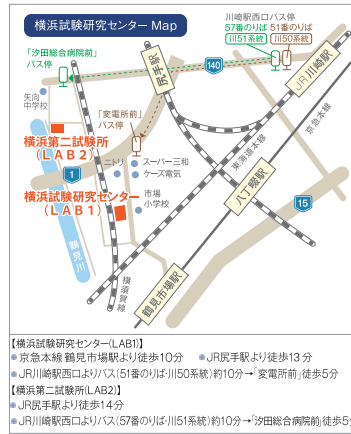 横浜試験研究センター Map
川崎駅西口バス停
57番のりば 51番のりば
川51系統 川50系統
「汐田総合病院前」
バス停
尻手駅
140
JR川崎駅
矢向
中学校
「変電所前」
バス停
京急本線
横浜第二試験所
(LAB2)
東海道本線
ニトリ
スーパー三和
ケーズ電気
1
八丁畷駅
横浜試験研究センター
(LAB1)
市場
小学校
15
鶴見川
横須賀線
鶴見市場駅
【横浜試験研究センター(LAB1)】
京急本線 鶴見市場駅より徒歩10分 JR尻手駅より徒歩13分
JR川崎駅西口よりバス(51番のりば・川50系統)約10分→「変電所前」徒歩5分
【横浜第二試験所(LAB2)】
JR尻手駅より徒歩14分
JR川崎駅西口よりバス(57番のりば・川51系統)約10分→「汐田総合病院前」徒歩5分